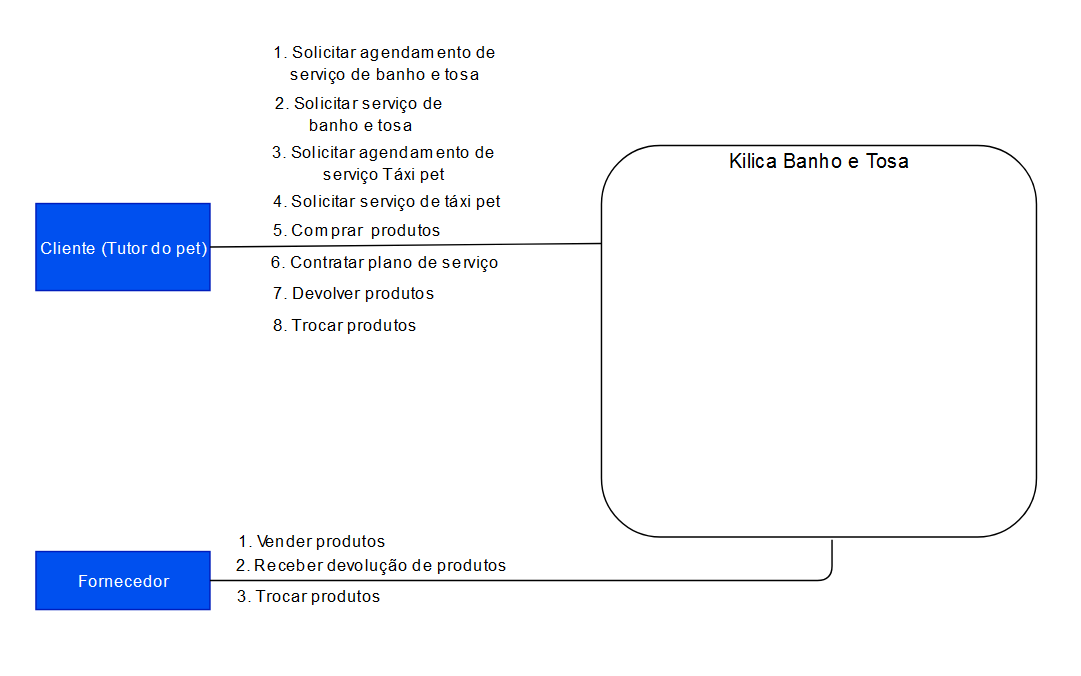 1. Solicitar agendamento de
serviço de banho e tosa
2. Solicitar serviço de
banho e tosa
3. Solicitar agendamento de
serviço Táxi pet
4. Solicitar serviço de táxi pet
5. Comprar produtos
6. Contratar plano de serviço
7. Devolver produtos
8. Trocar produtos
Cliente (Tutor do pet)
Kilica Banho e Tosa
1. Vender produtos
2. Receber devolução de produtos
3. Trocar produtos
Fornecedor